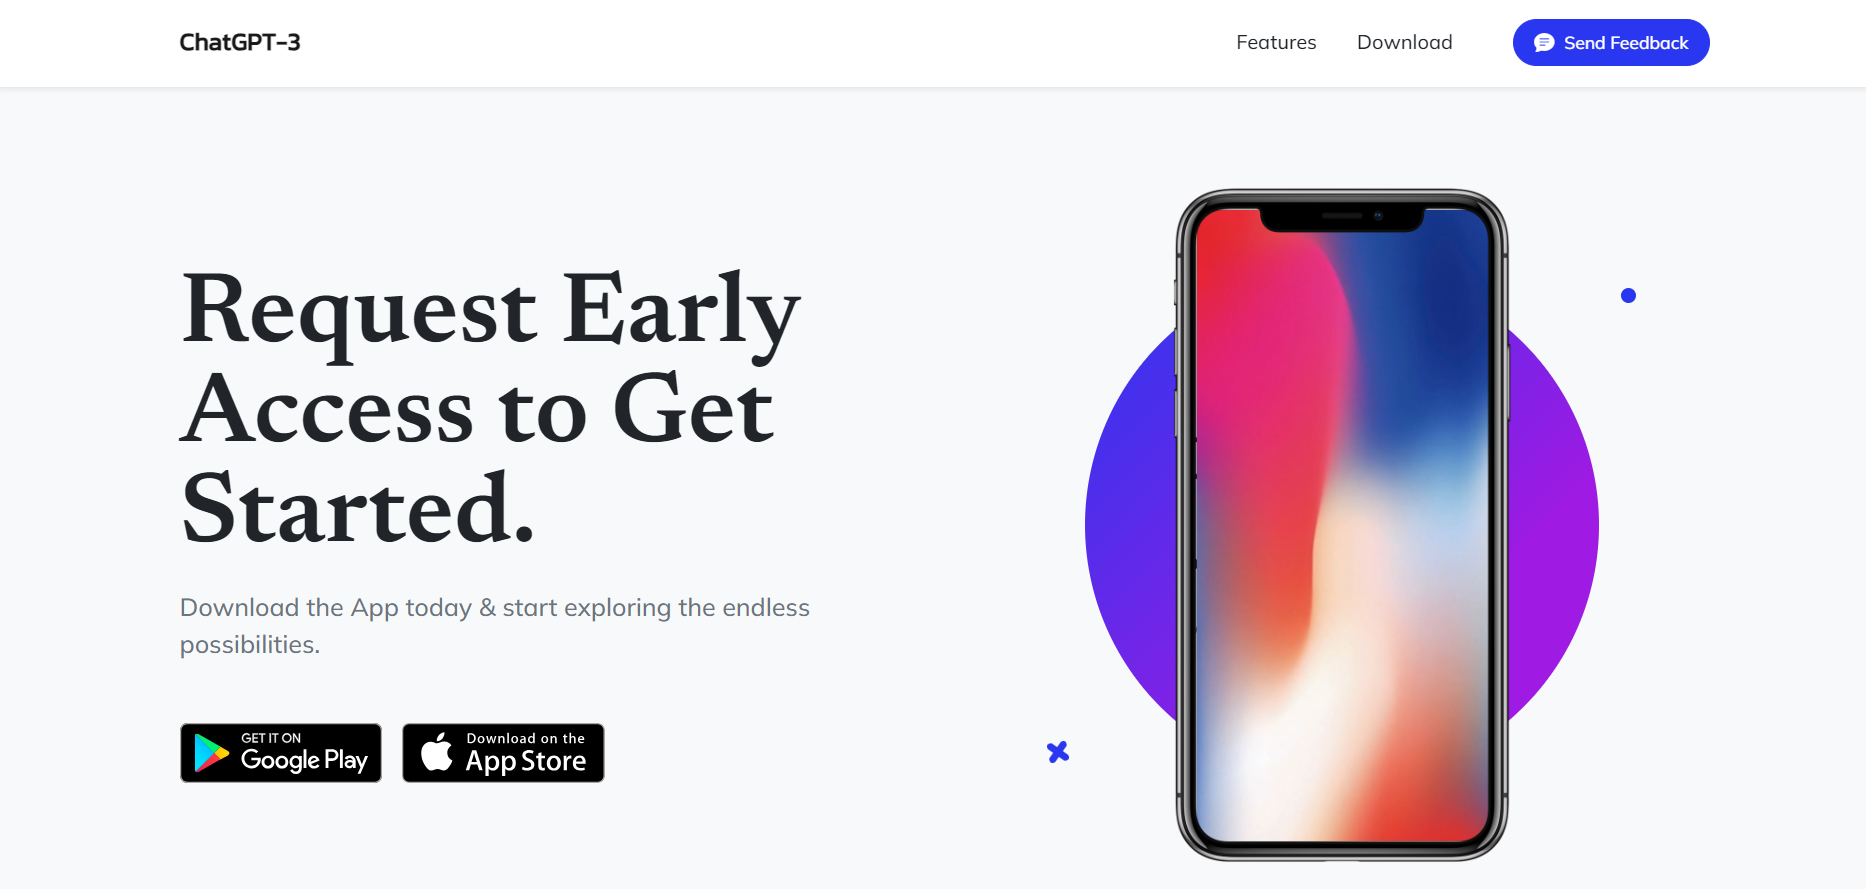 ChatGPT-3
Features
Download
Send Feedback
Request Early
Access to Get
Started.
Download the App today & start exploring the endless
possibilities.
GET IT ON
Google Play
Download on the
App Store